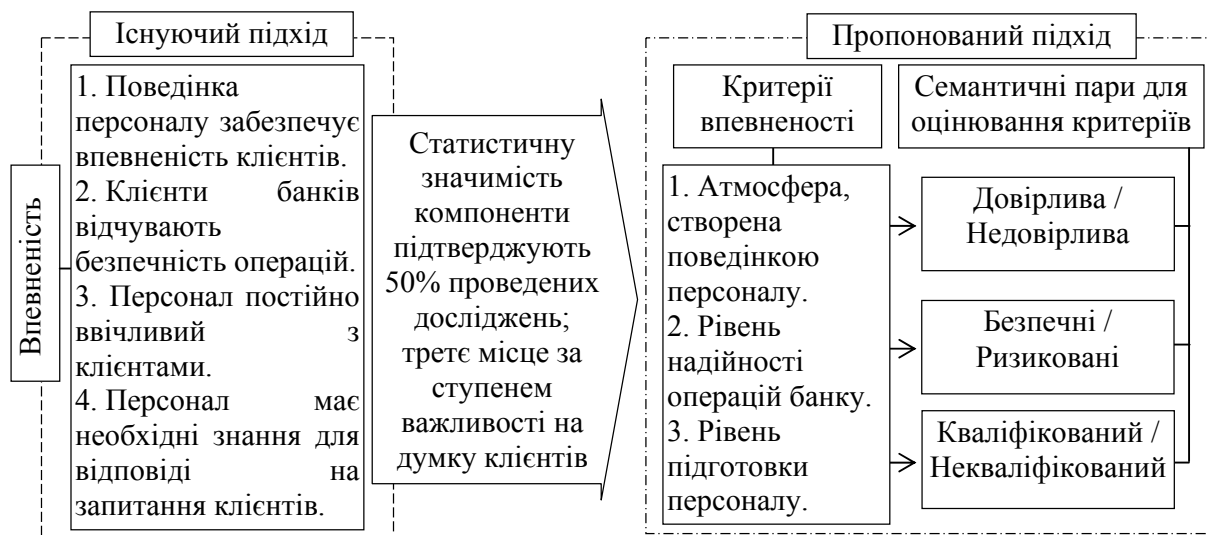 Існуючий підхід
Впевненість
1. Поведінка
персоналу забезпечує
впевненість клієнтів.
2. Клієнти банків
відчувають
безпечність операцій.
3. Персонал постійно
ввічливий з
клієнтами.
4. Персонал має
необхідні знання для
відповіді на
запитання клієнтів.
Статистичну
значимість
компоненти
підтверджують
50% проведених
досліджень;
третє місце за
ступенем
важливості на
думку клієнтів
Пропонований підхід
Критерії
впевненості
1. Атмосфера,
створена
поведінкою
персоналу.
2. Рівень
надійності
операцій банку.
3. Рівень
підготовки
персоналу.
Семантичні пари для
оцінювання критеріїв
Довірлива /
Недовірлива
Безпечні /
Ризиковані
Кваліфікований /
Некваліфікований